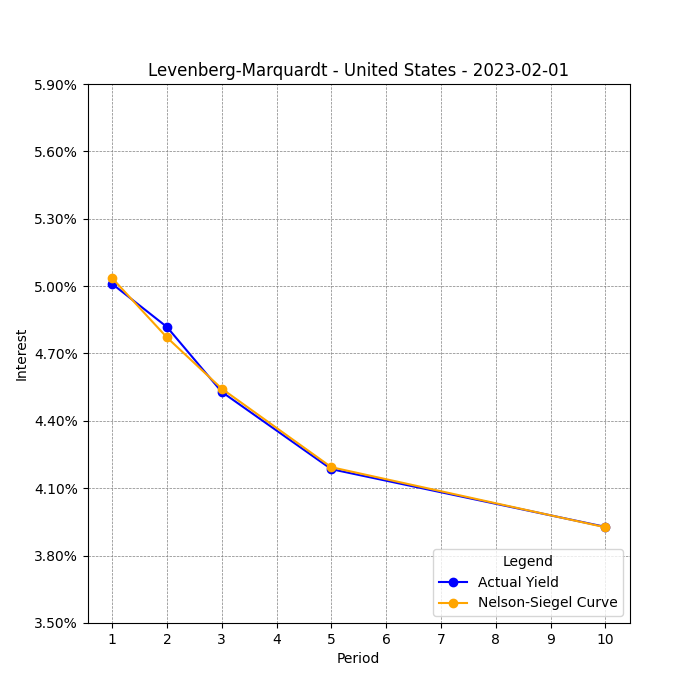 Levenberg-Marquardt - United States - 2023-02-01
5.90%
5.60%
5.30%
5.00%
4.70%
4.40%
4.10%
3.80%
3.50%
Interest
Legend
Actual Yield
Nelson-Siegel Curve
1 2 3 4 5 6 7 8 9 10
Period